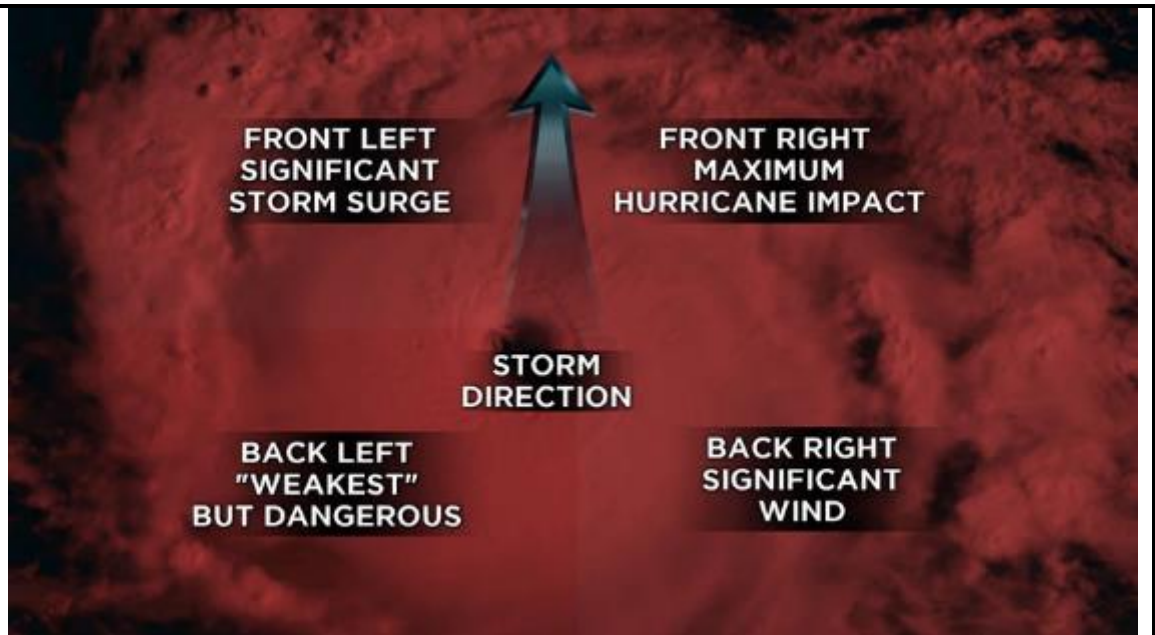 FRONT LEFT
SIGNIFICANT
STORM SURGE
FRONT RIGHT
MAXIMUM
HURRICANE IMPACT
STORM
DIRECTION
BACK LEFT
"WEAKEST"
BUT DANGEROUS
BACK RIGHT
SIGNIFICANT
WIND